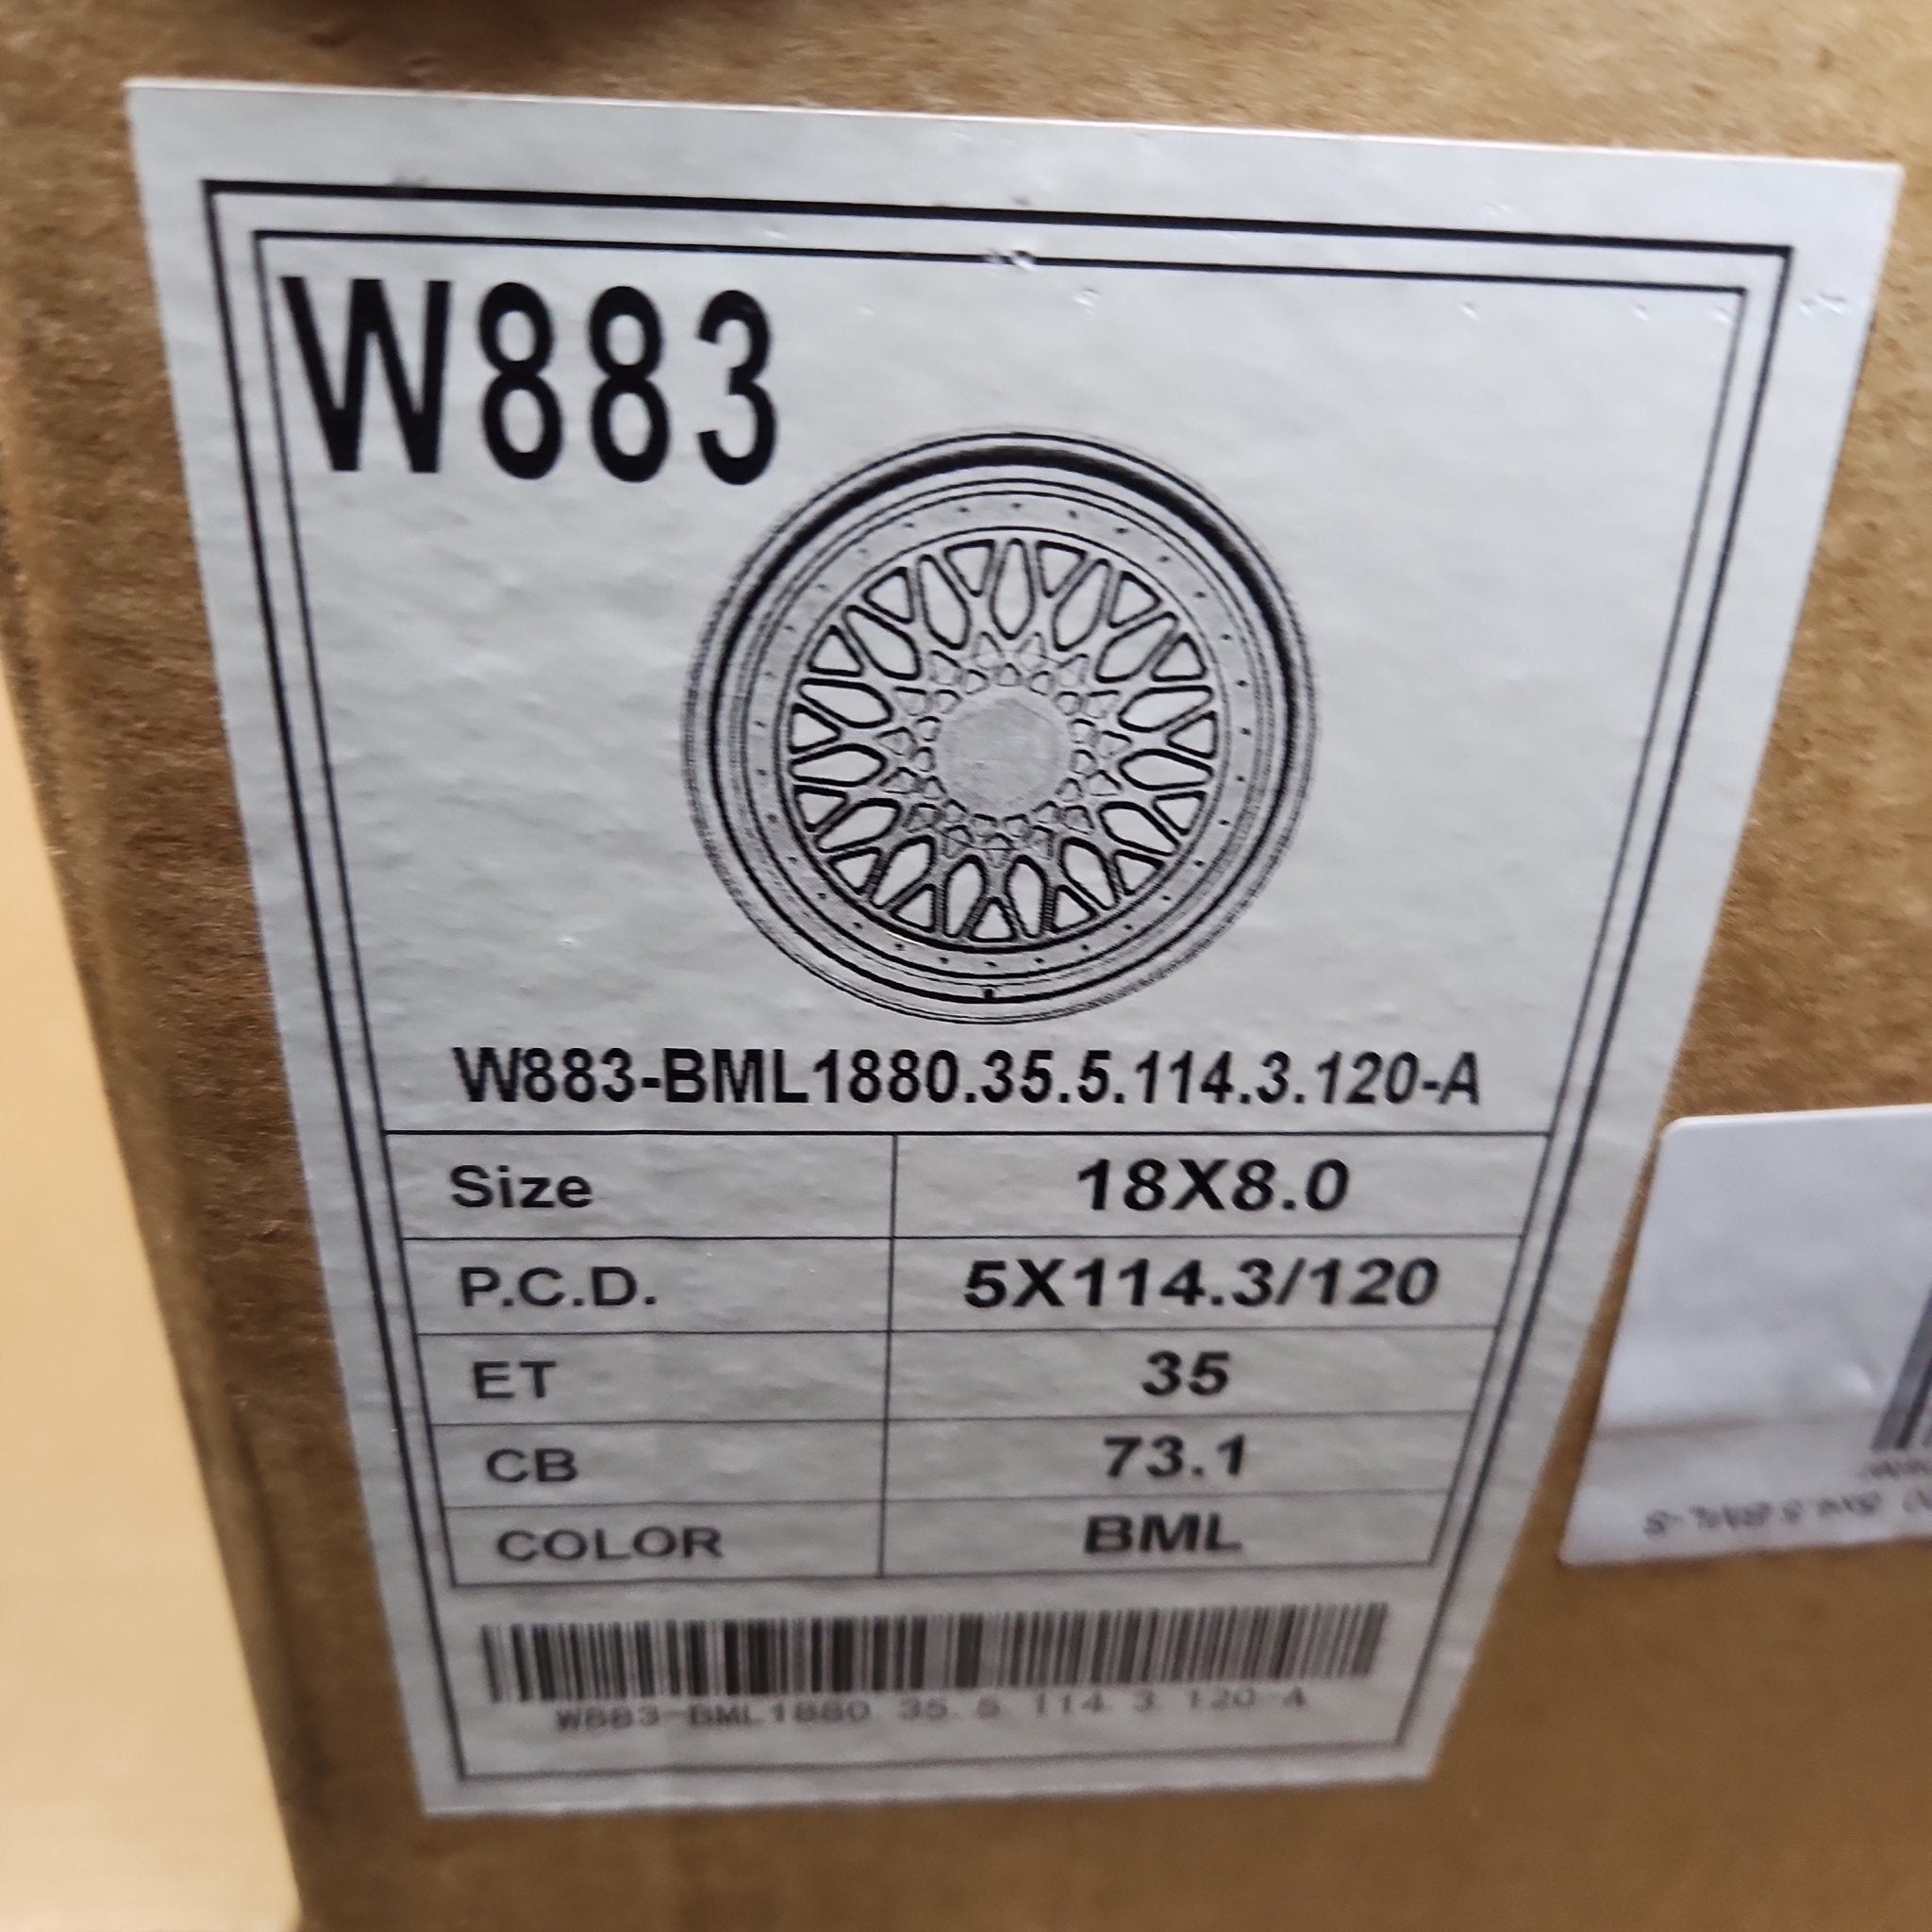 W883
W883-BML1880.35.5.114.3.120-A
Size 18X8.0
P.C.D. 5X114.3/120
ET 35
CB 73.1
COLOR BML
W883-BML1880 35.5 114 3 120-A